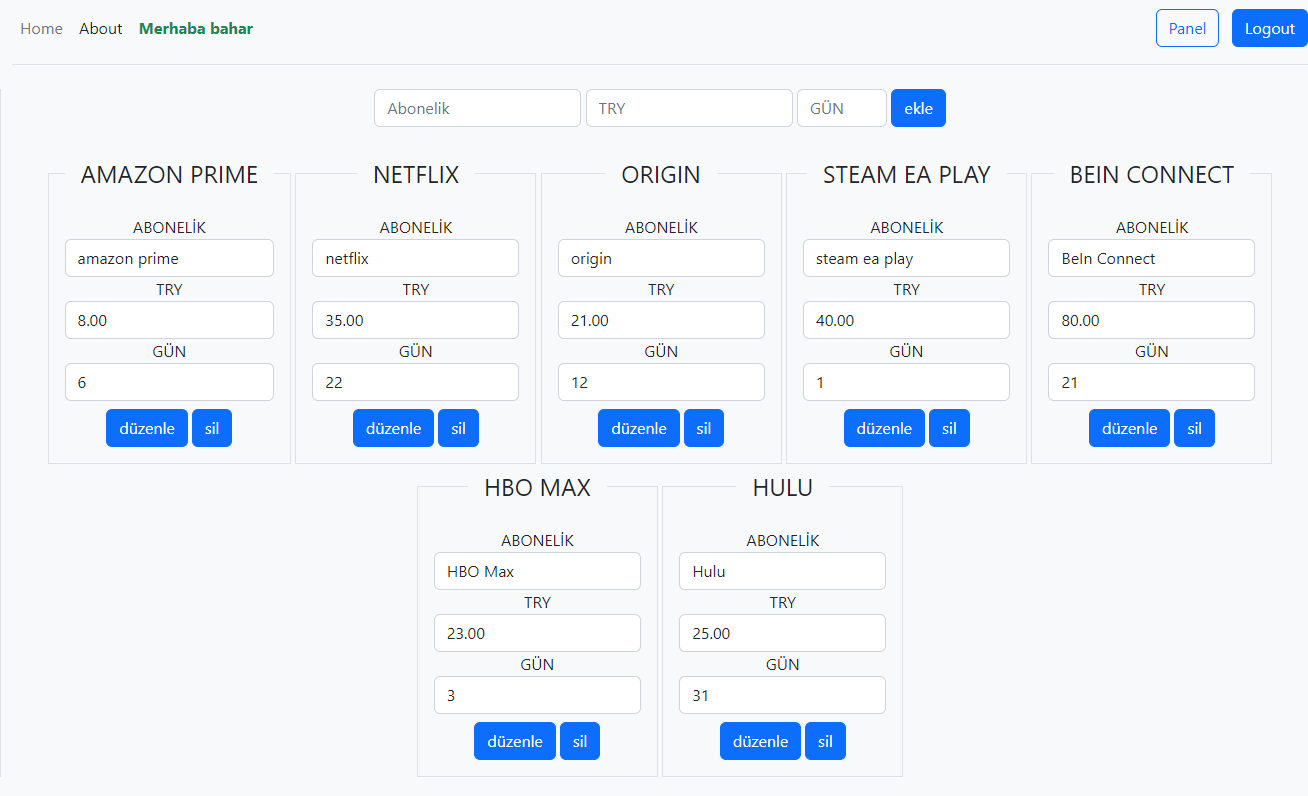 Home About Merhaba bahar Panel Logout
Abonelik TRY GÜN ekle
AMAZON PRIME
ABONELİK
amazon prime
TRY
8.00
GÜN
6
düzenle sil
NETFLIX
ABONELİK
netflix
TRY
35.00
GÜN
22
düzenle sil
ORIGIN
ABONELİK
origin
TRY
21.00
GÜN
12
düzenle sil
STEAM EA PLAY
ABONELİK
steam ea play
TRY
40.00
GÜN
1
düzenle sil
BEIN CONNECT
ABONELİK
BeIn Connect
TRY
80.00
GÜN
21
düzenle sil
HBO MAX
ABONELİK
HBO Max
TRY
23.00
GÜN
3
düzenle sil
HULU
ABONELİK
Hulu
TRY
25.00
GÜN
31
düzenle sil